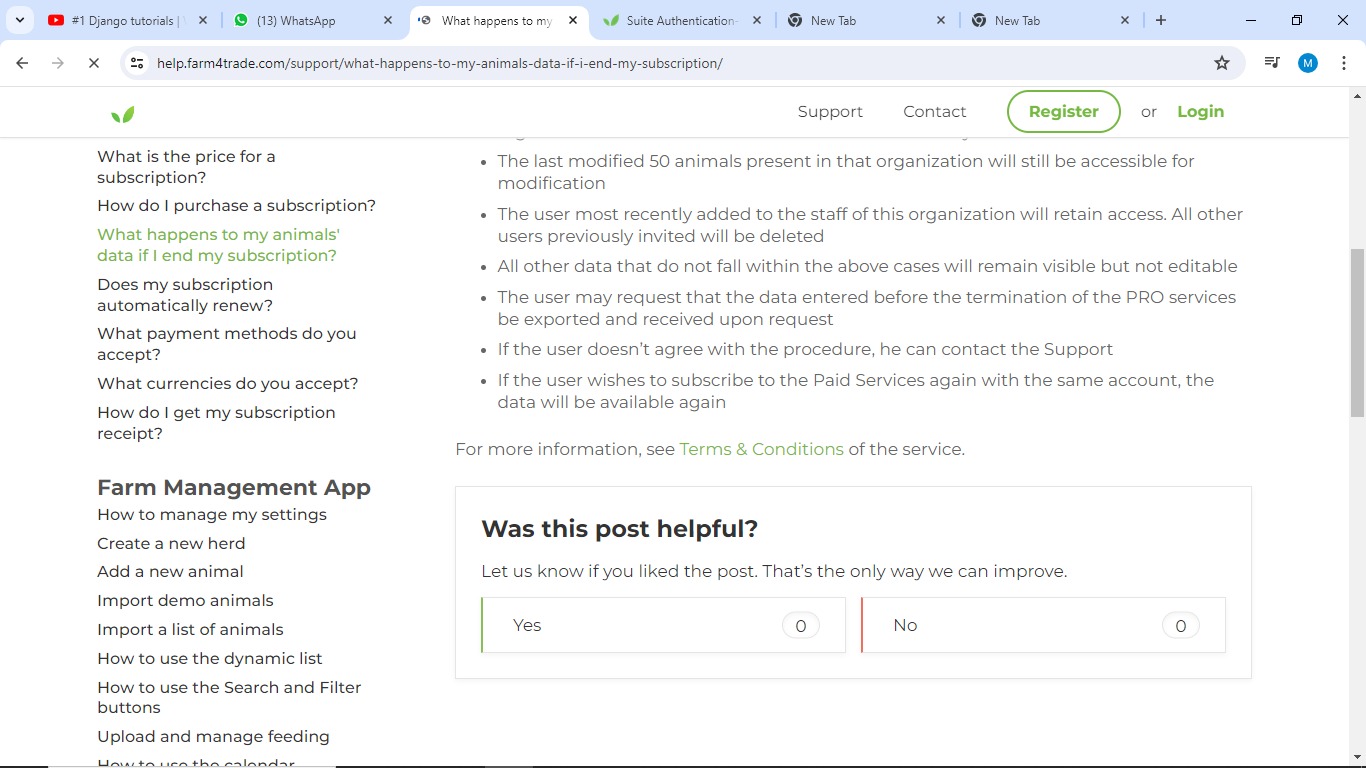 #1 Django tutorials |
(13) WhatsApp
What happens to my
Suite Authentication
New Tab
New Tab
help.farm4trade.com/support/what-happens-to-my-animals-data-if-i-end-my-subscription/
M
Support
Contact
Register
or
Login
What is the price for a
subscription?
How do I purchase a subscription?
What happens to my animals'
data if I end my subscription?
Does my subscription
automatically renew?
What payment methods do you
accept?
What currencies do you accept?
How do I get my subscription
receipt?
Farm Management App
How to manage my settings
Create a new herd
Add a new animal
Import demo animals
Import a list of animals
How to use the dynamic list
How to use the Search and Filter
buttons
Upload and manage feeding
How to use the calendar
• The last modified 50 animals present in that organization will still be accessible for
modification
• The user most recently added to the staff of this organization will retain access. All other
users previously invited will be deleted
• All other data that do not fall within the above cases will remain visible but not editable
• The user may request that the data entered before the termination of the PRO services
be exported and received upon request
• If the user doesn’t agree with the procedure, he can contact the Support
• If the user wishes to subscribe to the Paid Services again with the same account, the
data will be available again
For more information, see Terms & Conditions of the service.
Was this post helpful?
Let us know if you liked the post. That’s the only way we can improve.
Yes
0
No
0